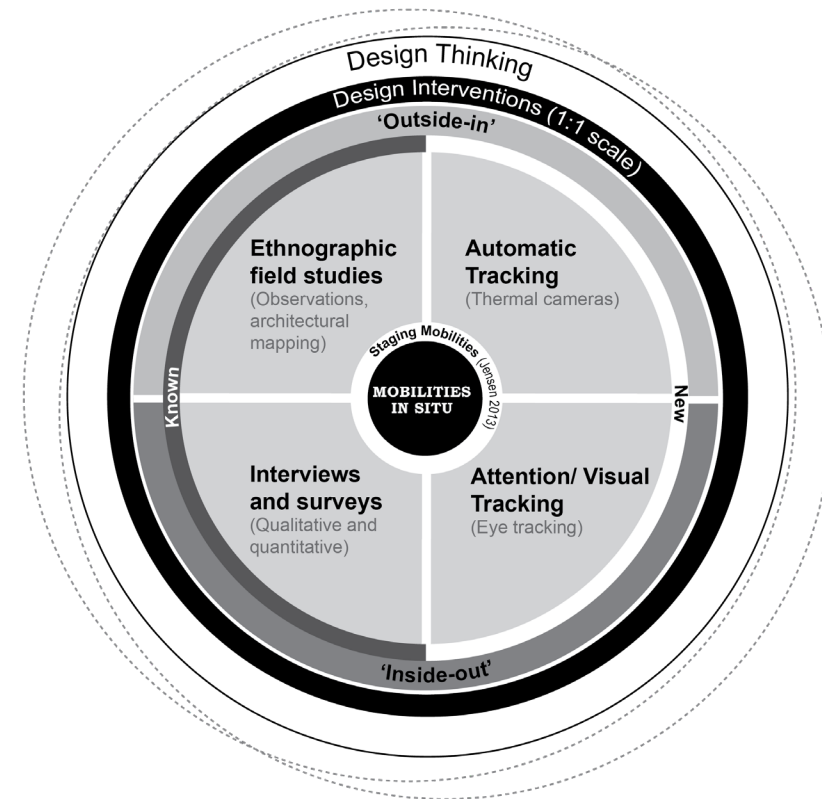 Design Thinking
Design Interventions (1:1 scale)
‘Outside-in’
Ethnographic
field studies
(Observations,
architectural
mapping)
Automatic
Tracking
(Thermal cameras)
Staging Mobilities (Jensen 2013)
MOBILITIES
IN SITU
Known
New
Interviews
and surveys
(Qualitative and
quantitative)
Attention/ Visual
Tracking
(Eye tracking)
‘Inside-out’